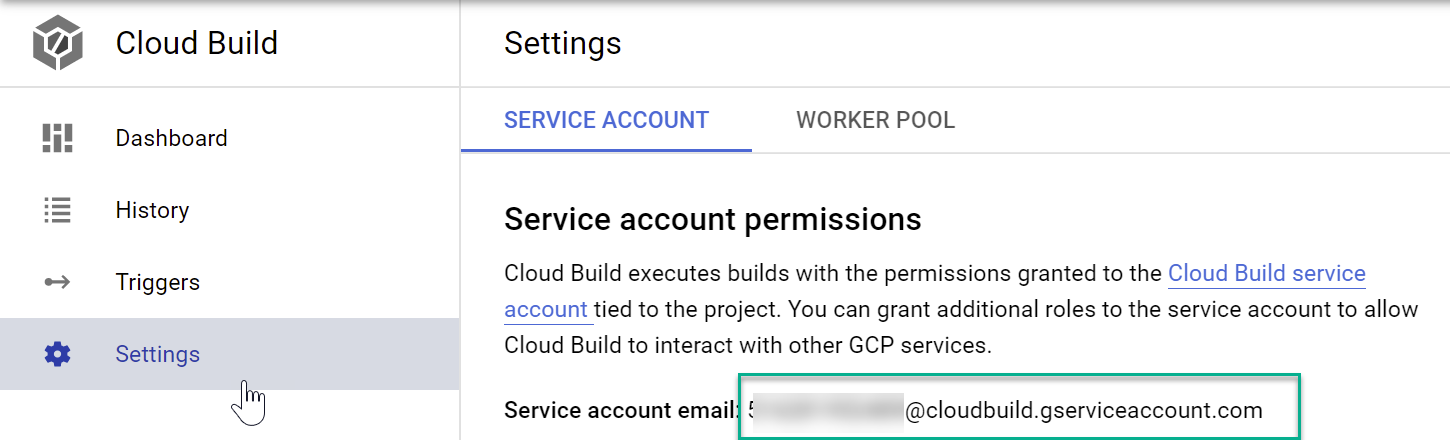 Cloud Build
Settings
Dashboard
History
Triggers
Settings
SERVICE ACCOUNT
WORKER POOL
Service account permissions
Cloud Build executes builds with the permissions granted to the Cloud Build service
account tied to the project. You can grant additional roles to the service account to allow
Cloud Build to interact with other GCP services.
Service account email: @cloudbuild.gserviceaccount.com